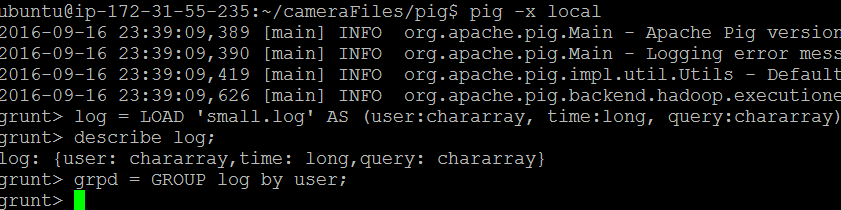 ubuntu@ip-172-31-55-235:~/cameraFiles/pig$ pig -x local
2016-09-16 23:39:09,389 [main] INFO  org.apache.pig.Main - Apache Pig version
2016-09-16 23:39:09,390 [main] INFO  org.apache.pig.Main - Logging error mess
2016-09-16 23:39:09,419 [main] INFO  org.apache.pig.impl.util.Utils - Default
2016-09-16 23:39:09,626 [main] INFO  org.apache.pig.backend.hadoop.executione
grunt> log = LOAD 'small.log' AS (user:chararray, time:long, query:chararray)
grunt> describe log;
log: {user: chararray,time: long,query: chararray}
grunt> grpd = GROUP log by user;
grunt>